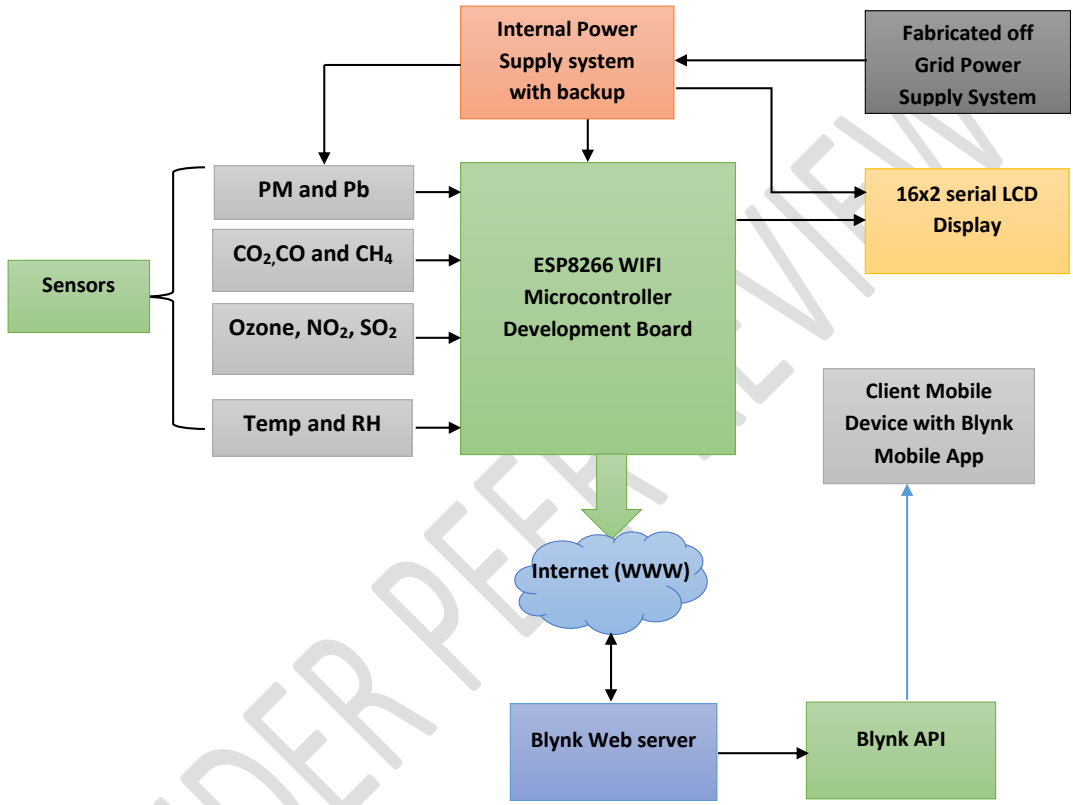 Internal Power
Supply system
with backup
Fabricated off
Grid Power
Supply System
PM and Pb
16x2 serial LCD
Display
CO₂,CO and CH₄
Sensors
ESP8266 WIFI
Microcontroller
Development Board
Ozone, NO₂, SO₂
Temp and RH
Client Mobile
Device with Blynk
Mobile App
Internet (WWW)
Blynk Web server
Blynk API
UNDER PEER REVIEW